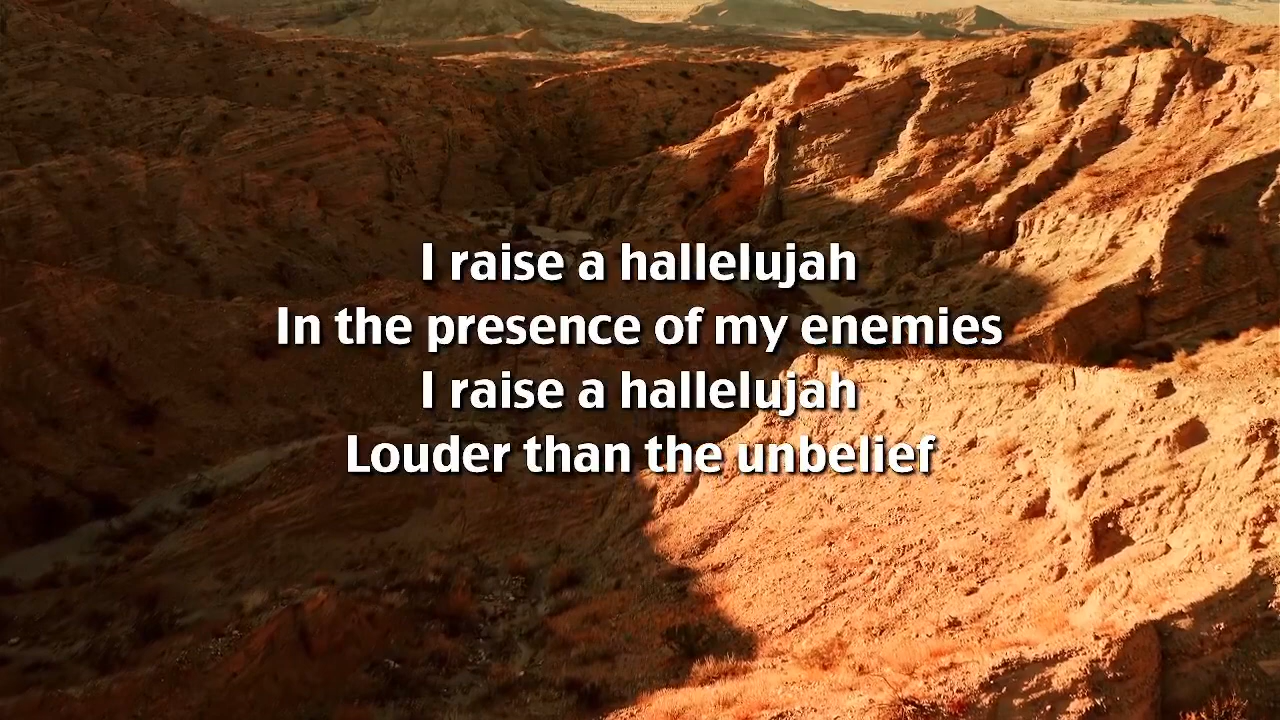 I raise a hallelujah
In the presence of my enemies
I raise a hallelujah
Louder than the unbelief